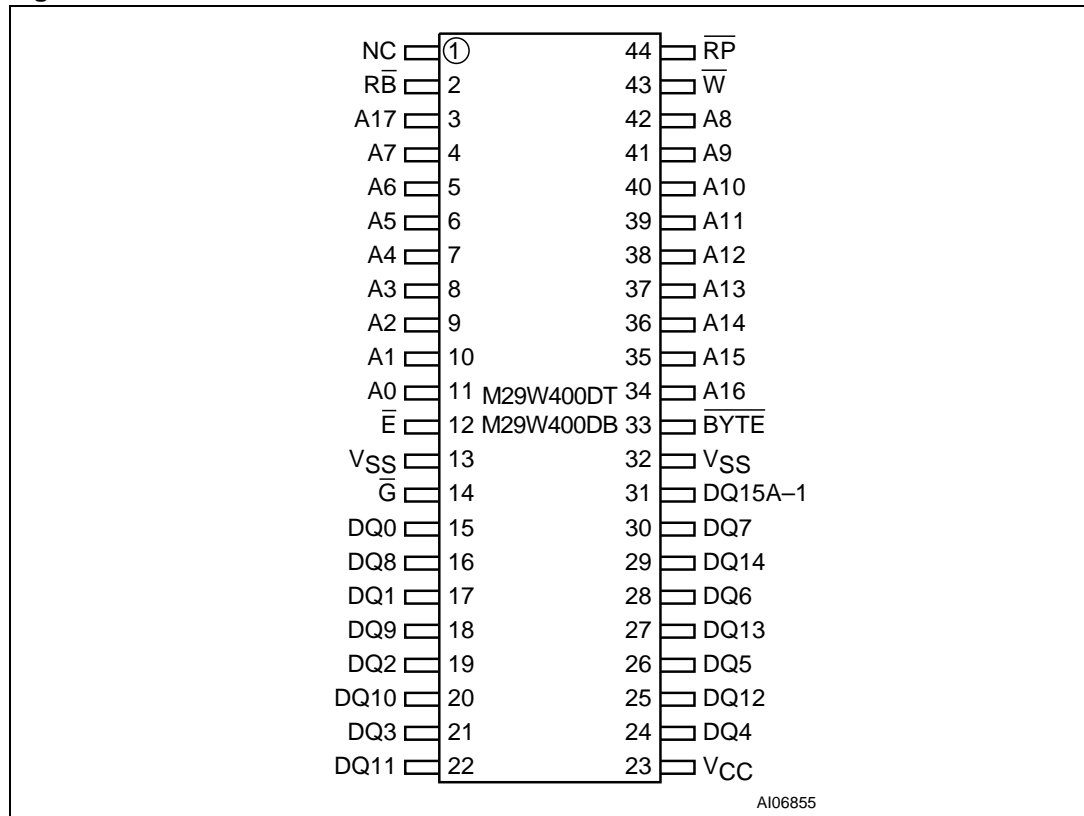 NC 1 44 R̅P̅
RB̅ 2 43 W̅
A17 3 42 A8
A7 4 41 A9
A6 5 40 A10
A5 6 39 A11
A4 7 38 A12
A3 8 37 A13
A2 9 36 A14
A1 10 35 A15
A0 11 M29W400DT 34 A16
E̅ 12 M29W400DB 33 B̅Y̅T̅E̅
VSS 13 32 VSS
G̅ 14 31 DQ15A–1
DQ0 15 30 DQ7
DQ8 16 29 DQ14
DQ1 17 28 DQ6
DQ9 18 27 DQ13
DQ2 19 26 DQ5
DQ10 20 25 DQ12
DQ3 21 24 DQ4
DQ11 22 23 VCC
AI06855